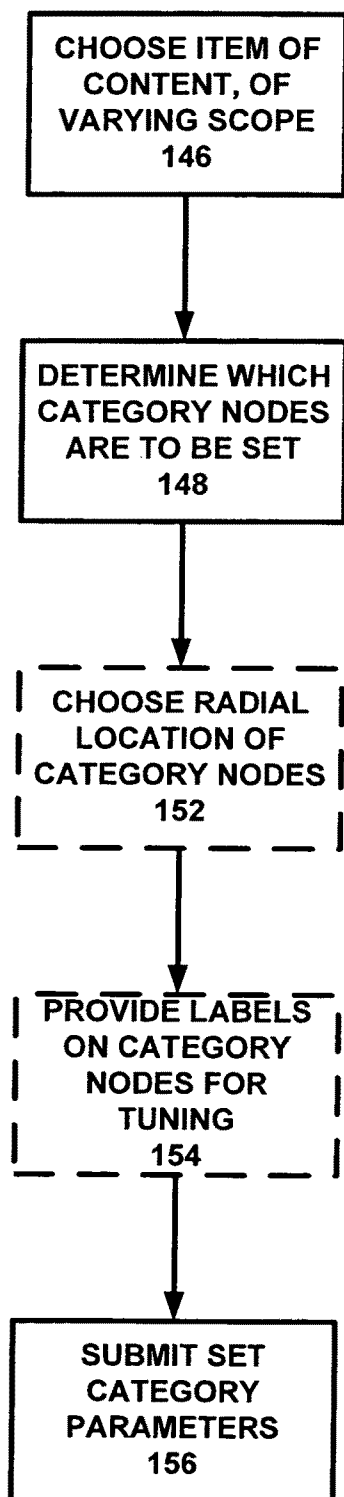 CHOOSE ITEM OF
CONTENT, OF
VARYING SCOPE
146
DETERMINE WHICH
CATEGORY NODES
ARE TO BE SET
148
CHOOSE RADIAL
LOCATION OF
CATEGORY NODES
152
PROVIDE LABELS
ON CATEGORY
NODES FOR
TUNING
154
SUBMIT SET
CATEGORY
PARAMETERS
156